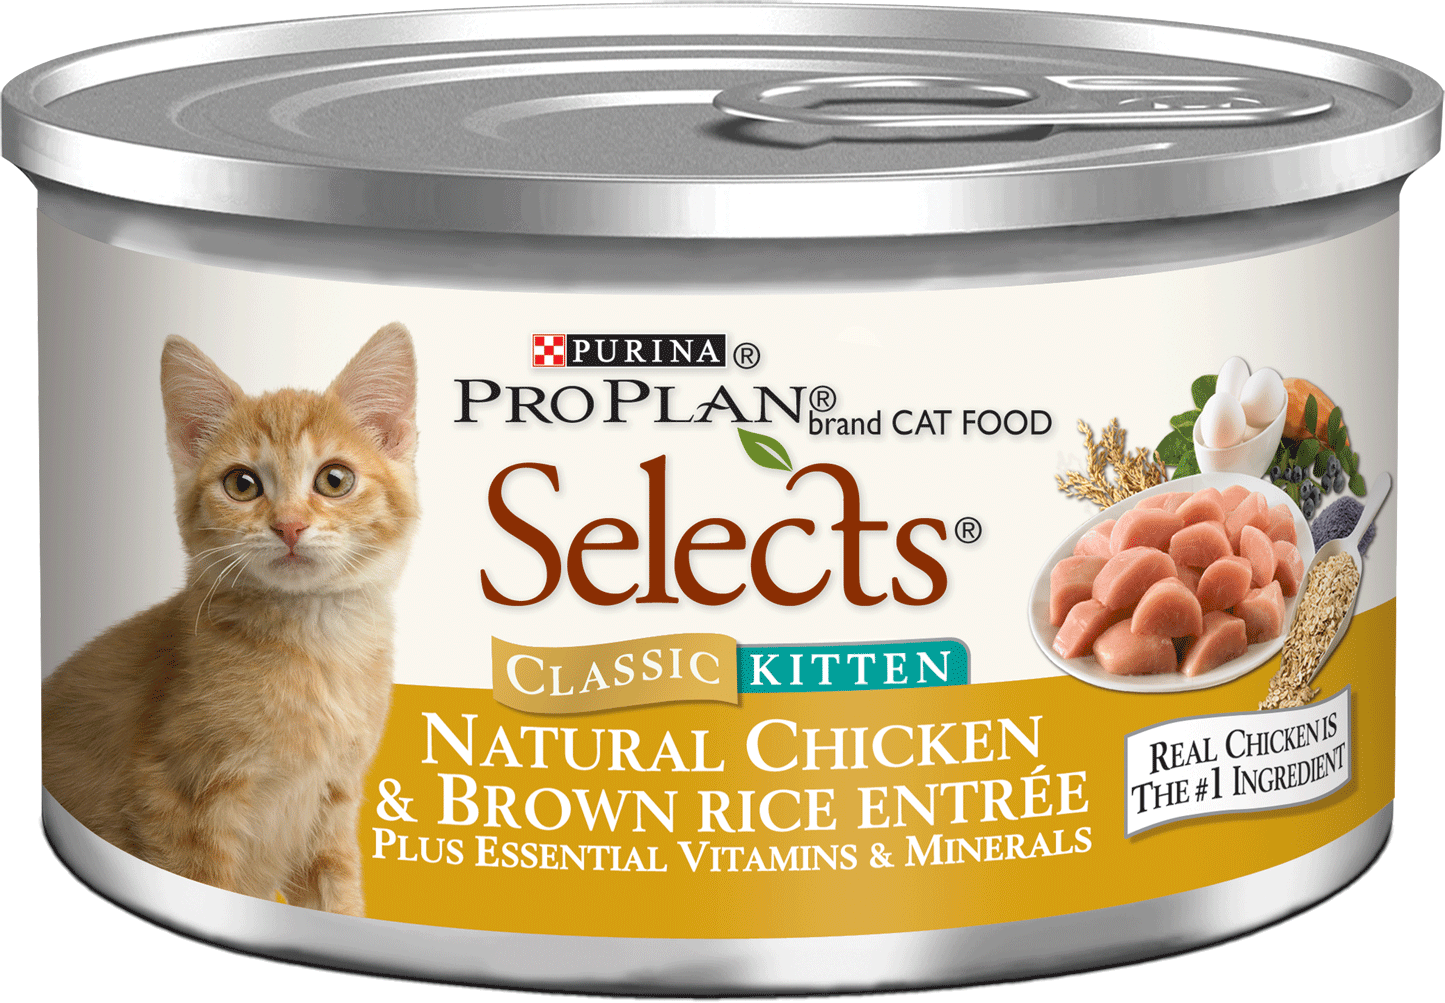 PURINA®
PROPLAN® brand CAT FOOD
Selects®
CLASSIC KITTEN
NATURAL CHICKEN
& BROWN RICE ENTRÉE
PLUS ESSENTIAL VITAMINS & MINERALS
REAL CHICKEN IS
THE #1 INGREDIENT